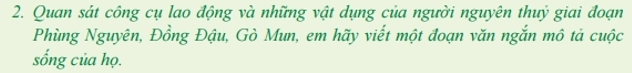 2. Quan sát công cụ lao động và những vật dụng của người nguyên thuỷ giai đoạn
Phùng Nguyên, Đồng Đậu, Gò Mun, em hãy viết một đoạn văn ngắn mô tả cuộc
sống của họ.